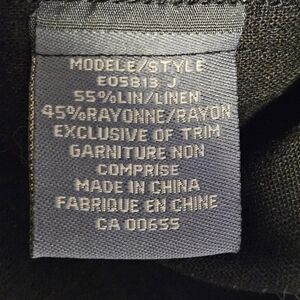 MODELE/STYLE
E05813 J
55%LIN/LINEN
45%RAYONNE/RAYON
EXCLUSIVE OF TRIM
GARNITURE NON
COMPRISE
MADE IN CHINA
FABRIQUE EN CHINE
CA 00655